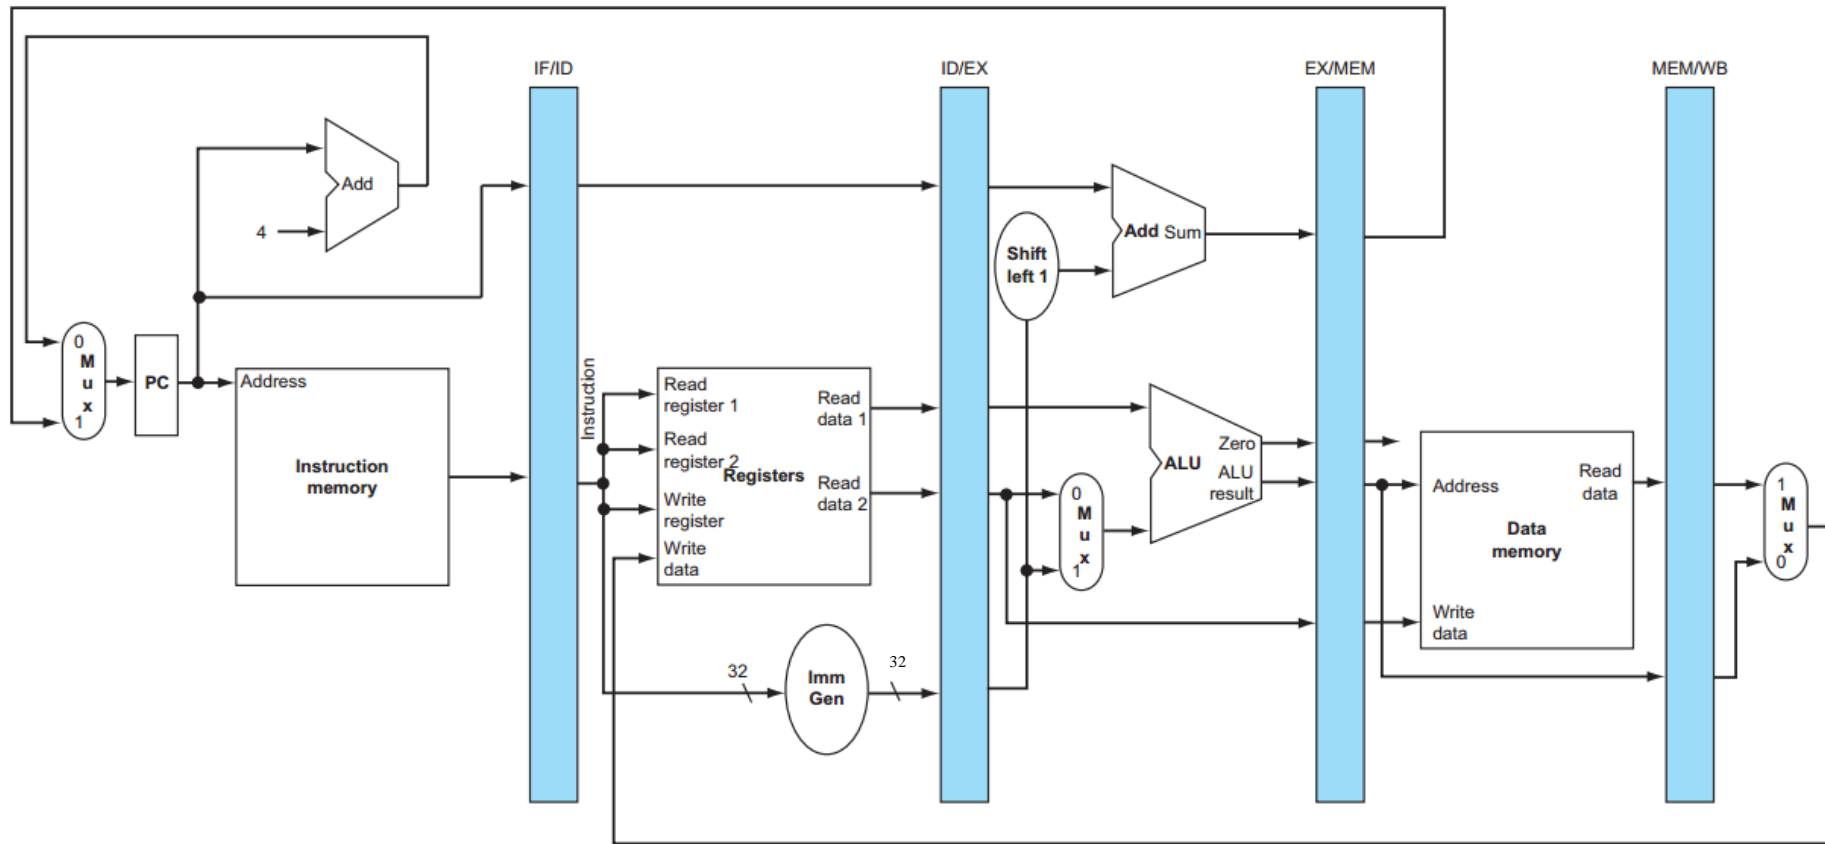 IF/ID
ID/EX
EX/MEM
MEM/WB
Add
4
0
M
u
x
1
PC
Address
Instruction
memory
Instruction
Read
register 1
Read
register 2
Write
register
Write
data
Registers
Read
data 1
Read
data 2
32
Imm
Gen
32
Shift
left 1
Add Sum
0
M
u
x
1
ALU
Zero
ALU
result
Address
Read
data
Data
memory
Write
data
1
M
u
x
0